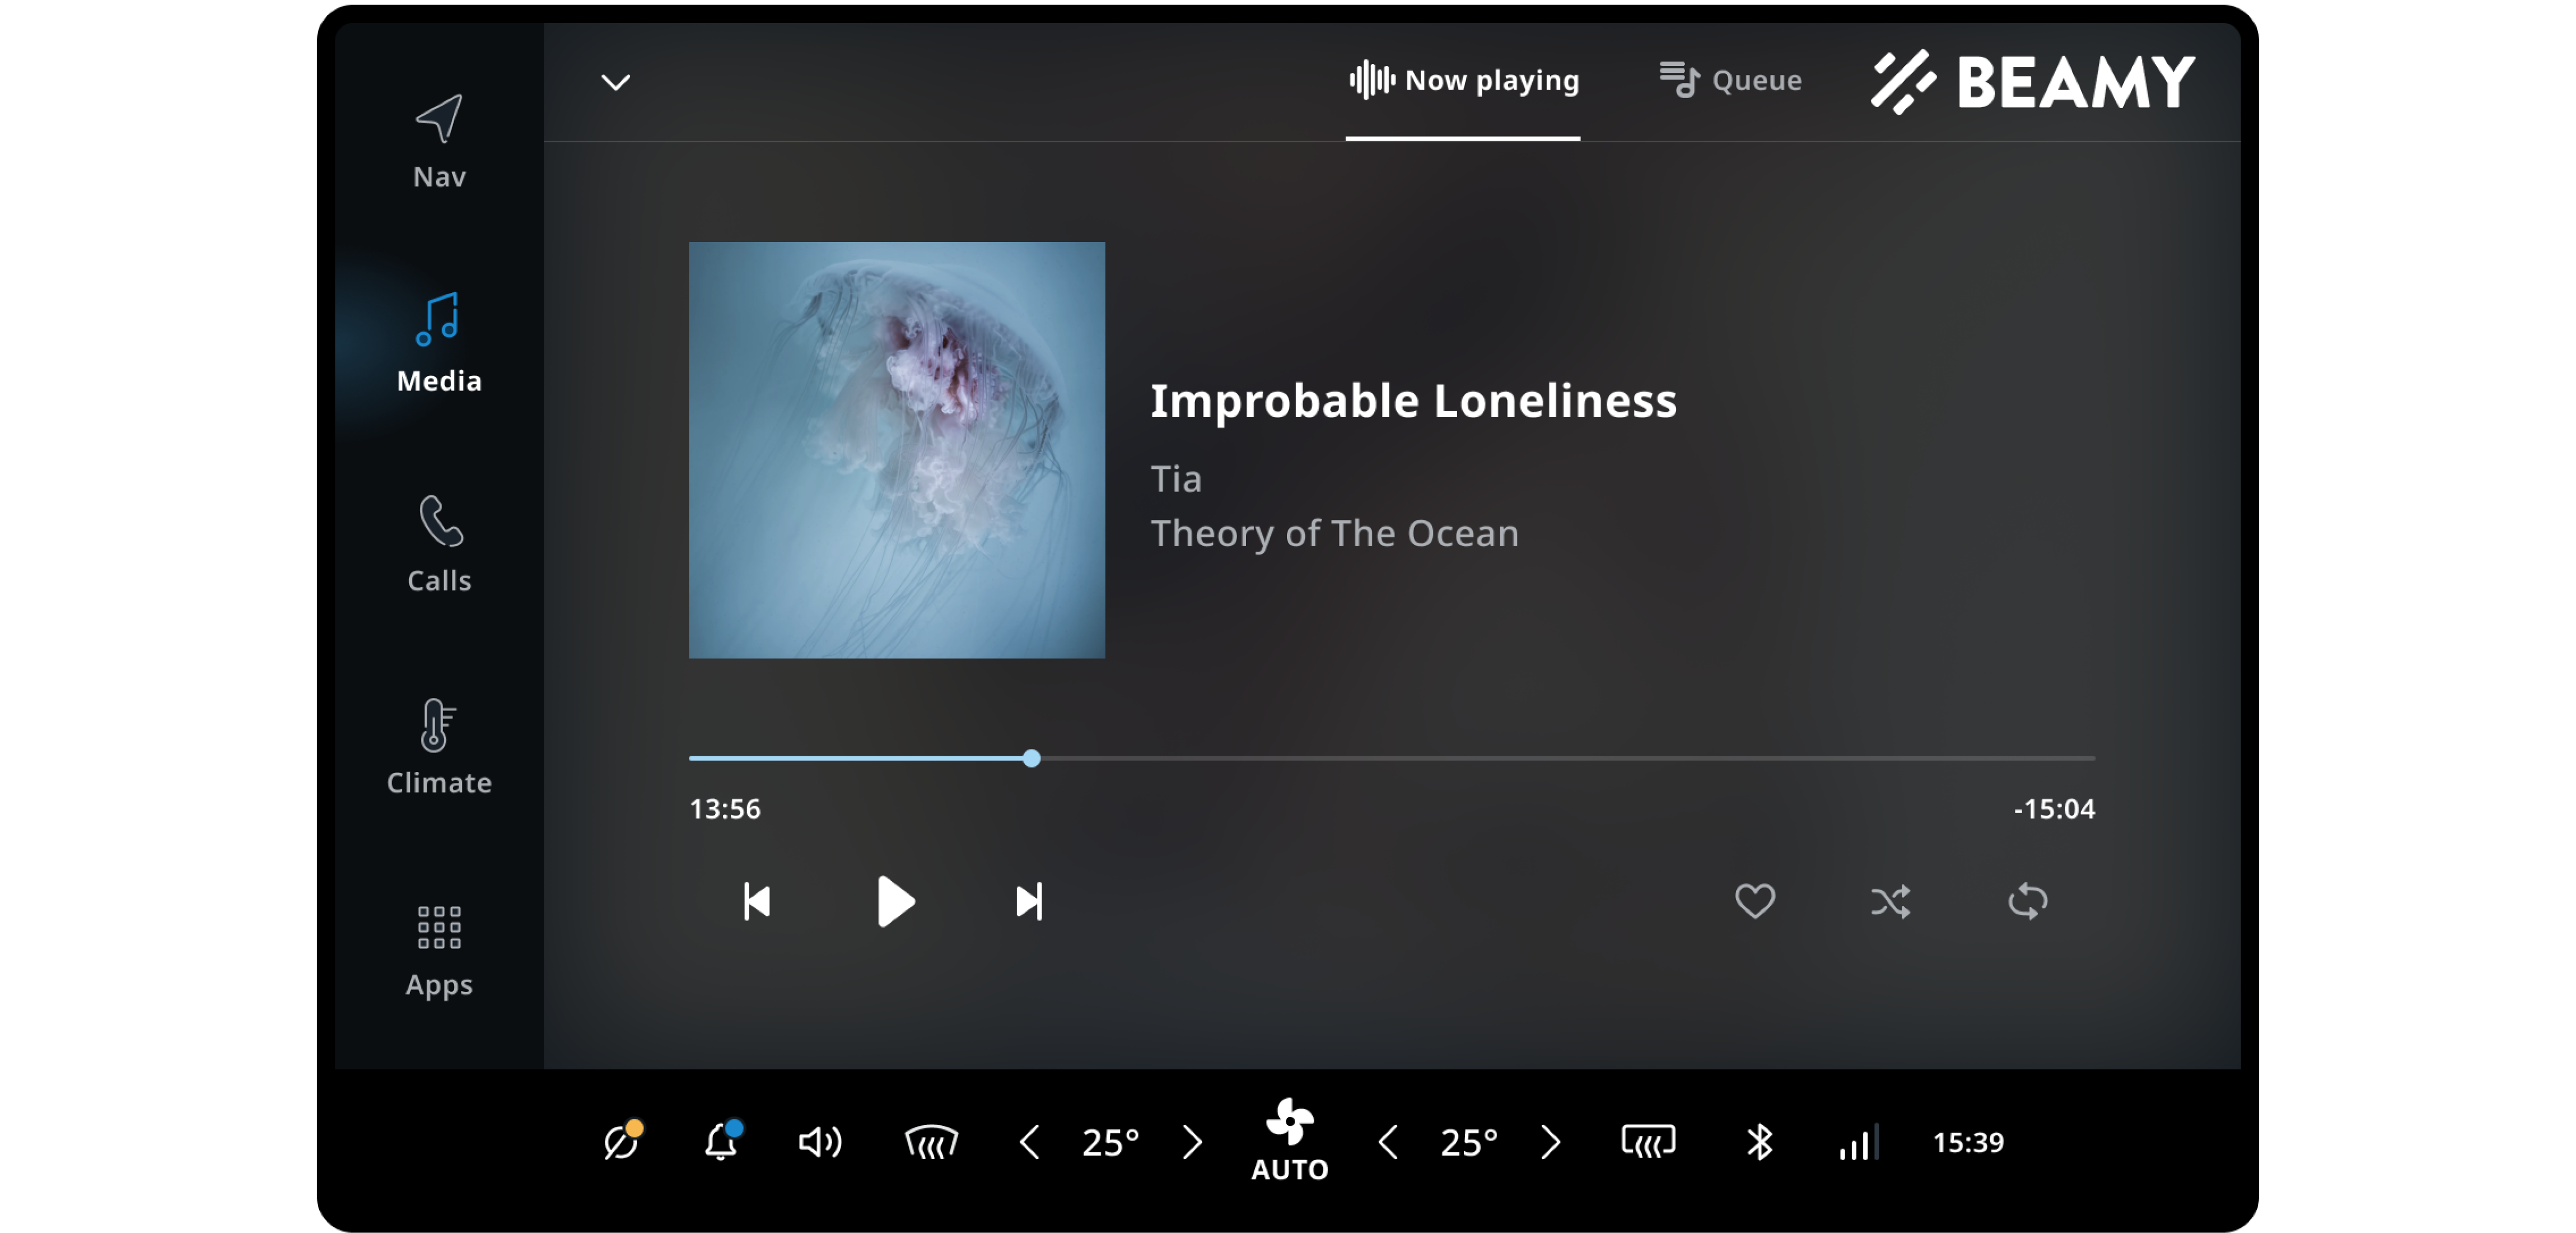 Nav
Media
Calls
Climate
Apps
Now playing
Queue
BEAMY
Improbable Loneliness
Tia
Theory of The Ocean
13:56
-15:04
25°
AUTO
25°
15:39